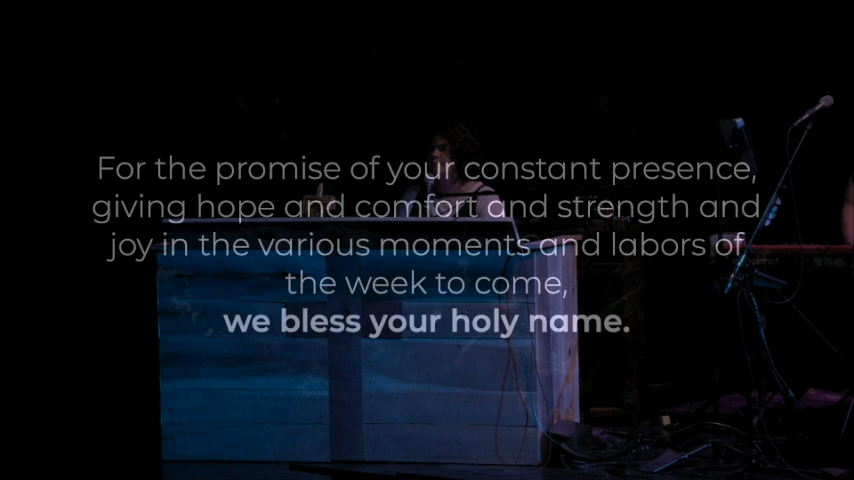 For the promise of your constant presence,
giving hope and comfort and strength and
joy in the various moments and labors of
the week to come,
we bless your holy name.